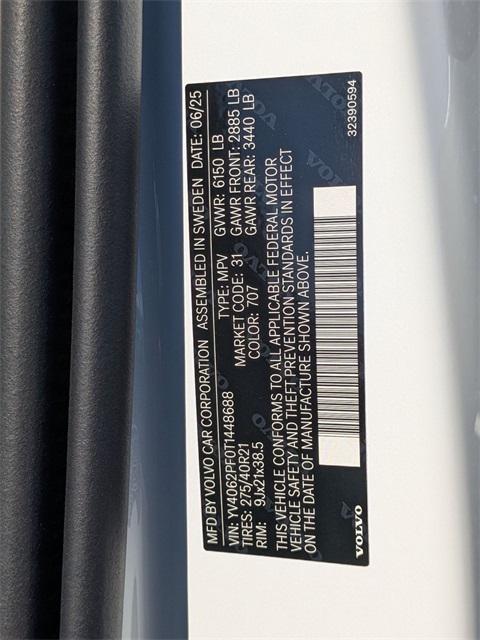 MFD BY VOLVO CAR CORPORATION ASSEMBLED IN SWEDEN DATE: 06/25
VIN: YV4062PF0T1448688 TYPE: MPV GVWR: 6150 LB
TIRES: 275/40R21 MARKET CODE: 31 GAWR FRONT: 2885 LB
RIM: 9Jx21x38.5 COLOR: 707 GAWR REAR: 3440 LB
THIS VEHICLE CONFORMS TO ALL APPLICABLE FEDERAL MOTOR
VEHICLE SAFETY AND THEFT PREVENTION STANDARDS IN EFFECT
ON THE DATE OF MANUFACTURE SHOWN ABOVE.
VOLVO 32390594